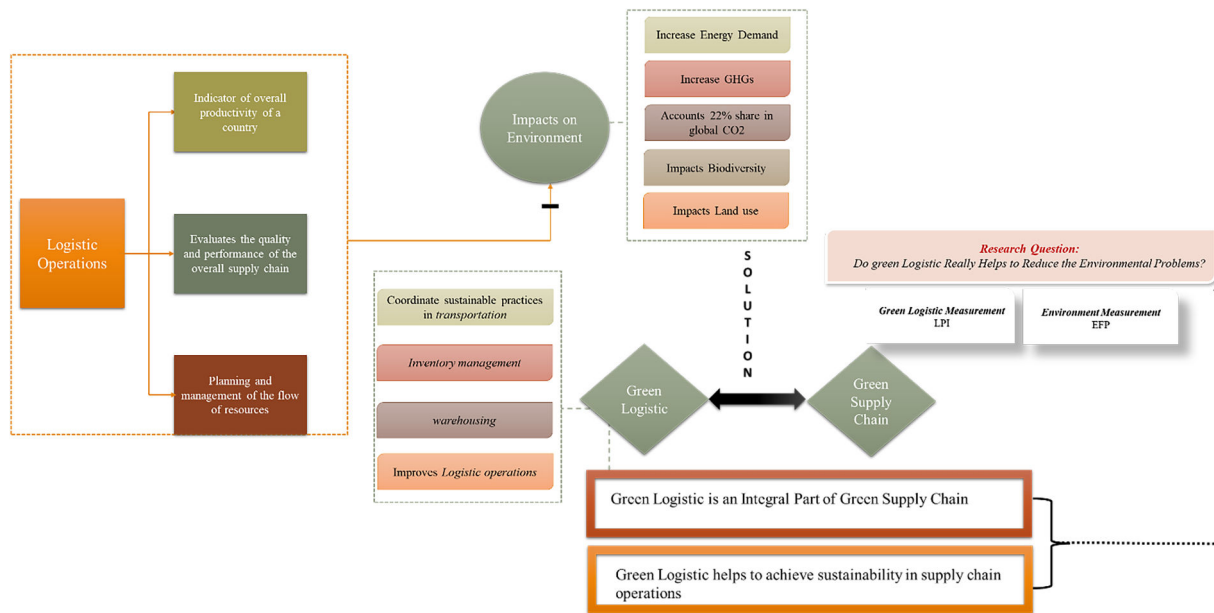 Logistic
Operations
Indicator of overall
productivity of a
country
Evaluates the quality
and performance of the
overall supply chain
Planning and
management of the flow
of resources
Impacts on
Environment
Increase Energy Demand
Increase GHGs
Accounts 22% share in
global CO2
Impacts Biodiversity
Impacts Land use
SOLUTION
Research Question:
Do green Logistic Really Helps to Reduce the Environmental Problems?
Green Logistic Measurement
LPI
Environment Measurement
EFP
Coordinate sustainable practices
in transportation
Inventory management
warehousing
Improves Logistic operations
Green
Logistic
Green
Supply
Chain
Green Logistic is an Integral Part of Green Supply Chain
Green Logistic helps to achieve sustainability in supply chain
operations